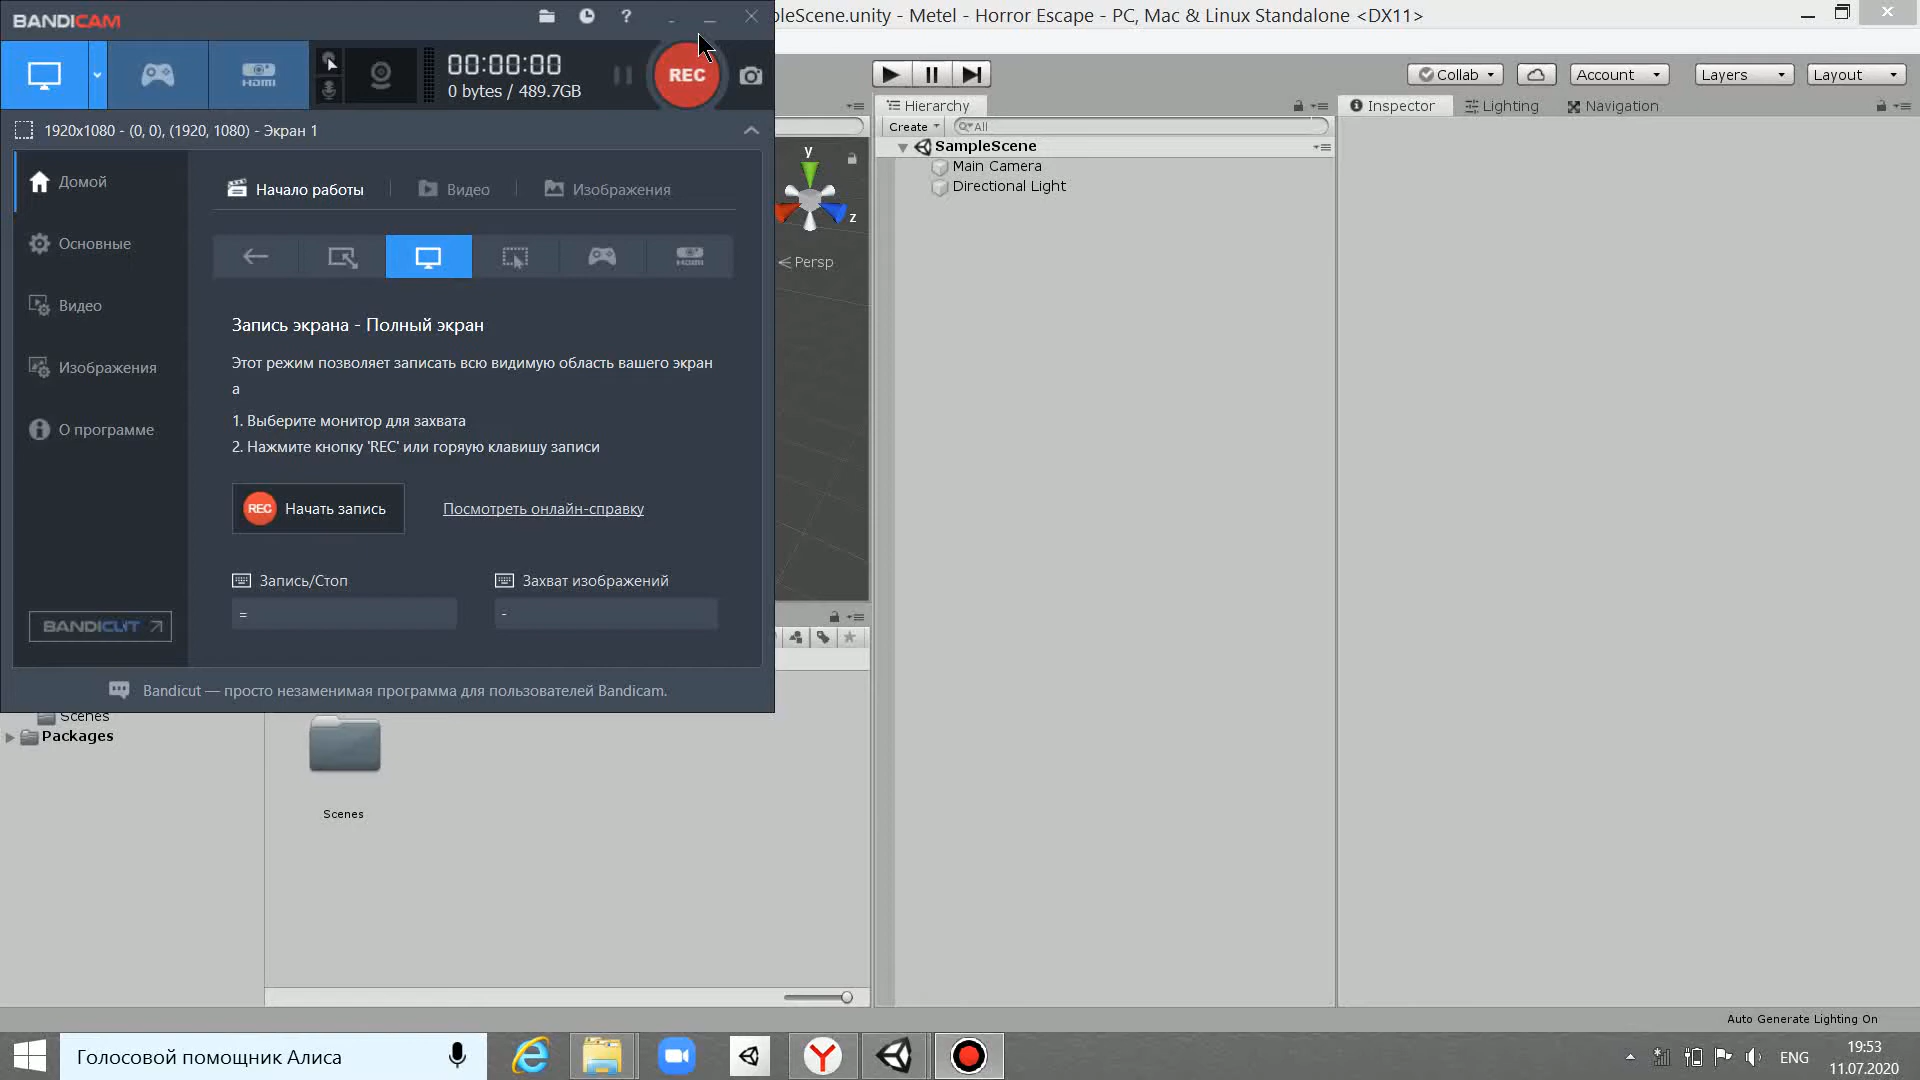 BANDICAM
?
pleScene.unity - Metel - Horror Escape - PC, Mac & Linux Standalone <DX11>
HDMI
00:00:00
0 bytes / 489.7GB
REC
Collab
Account
Layers
Layout
1920x1080 - (0, 0), (1920, 1080) - Экран 1
Hierarchy
Inspector
Lighting
Navigation
Create
All
SampleScene
Main Camera
Directional Light
y
z
Persp
Домой
Основные
Видео
Изображения
О программе
BANDICUT
Начало работы
Видео
Изображения
HDMI
Запись экрана - Полный экран
Этот режим позволяет записать всю видимую область вашего экран
а
1. Выберите монитор для захвата
2. Нажмите кнопку 'REC' или горяую клавишу записи
REC
Начать запись
Посмотреть онлайн-справку
Запись/Стоп
Захват изображений
=
-
Bandicut — просто незаменимая программа для пользователей Bandicam.
Scenes
Packages
Scenes
Auto Generate Lighting On
Голосовой помощник Алиса
ENG
19:53
11.07.2020